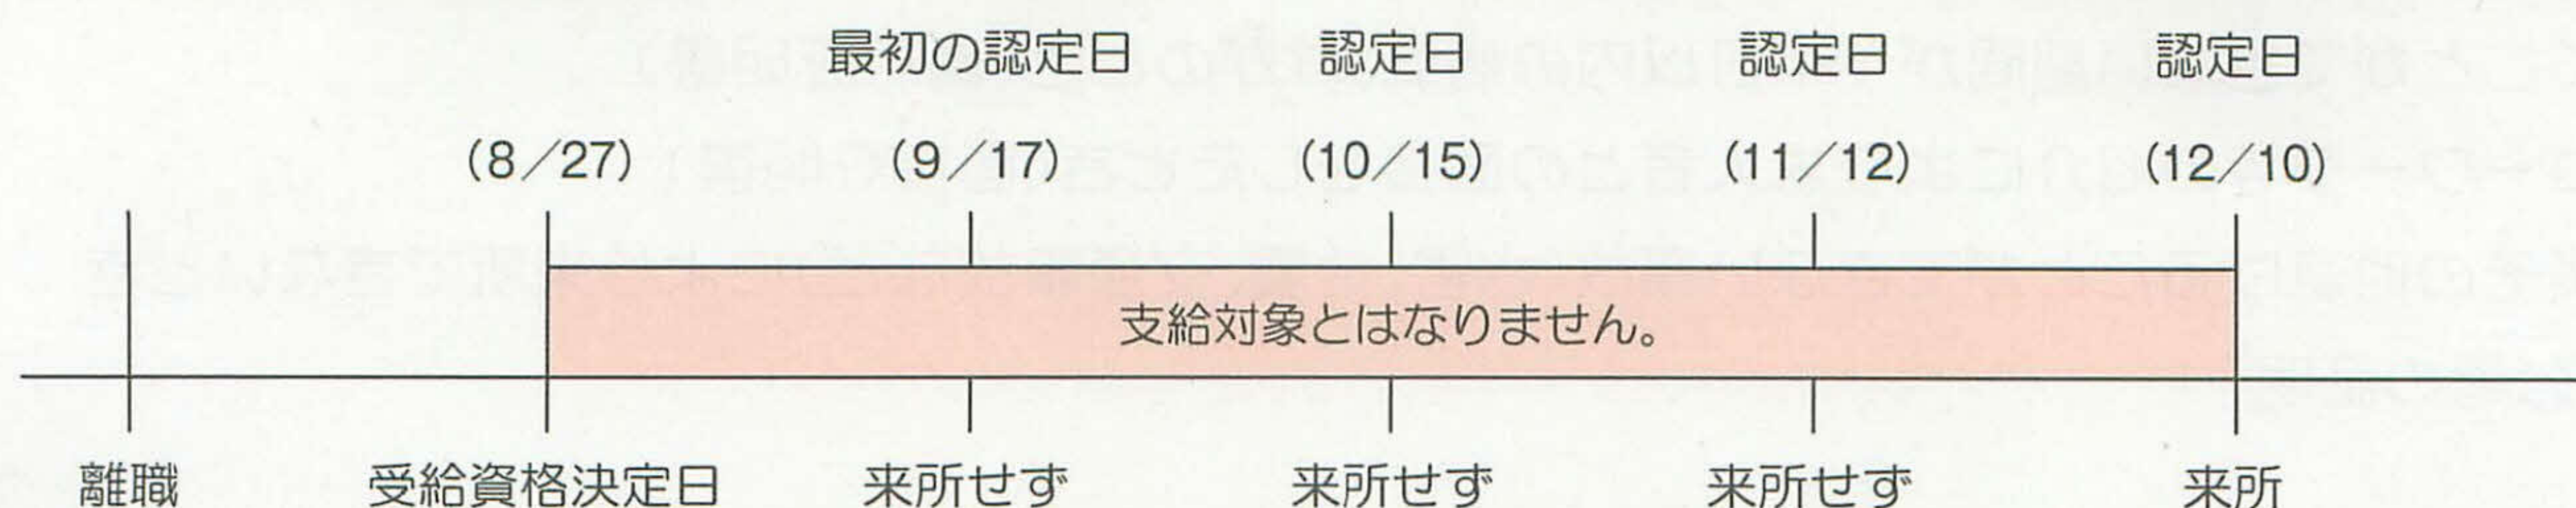 最初の認定日 認定日 認定日 認定日
(8/27) (9/17) (10/15) (11/12) (12/10)
支給対象とはなりません。
離職 受給資格決定日 来所せず 来所せず 来所せず 来所